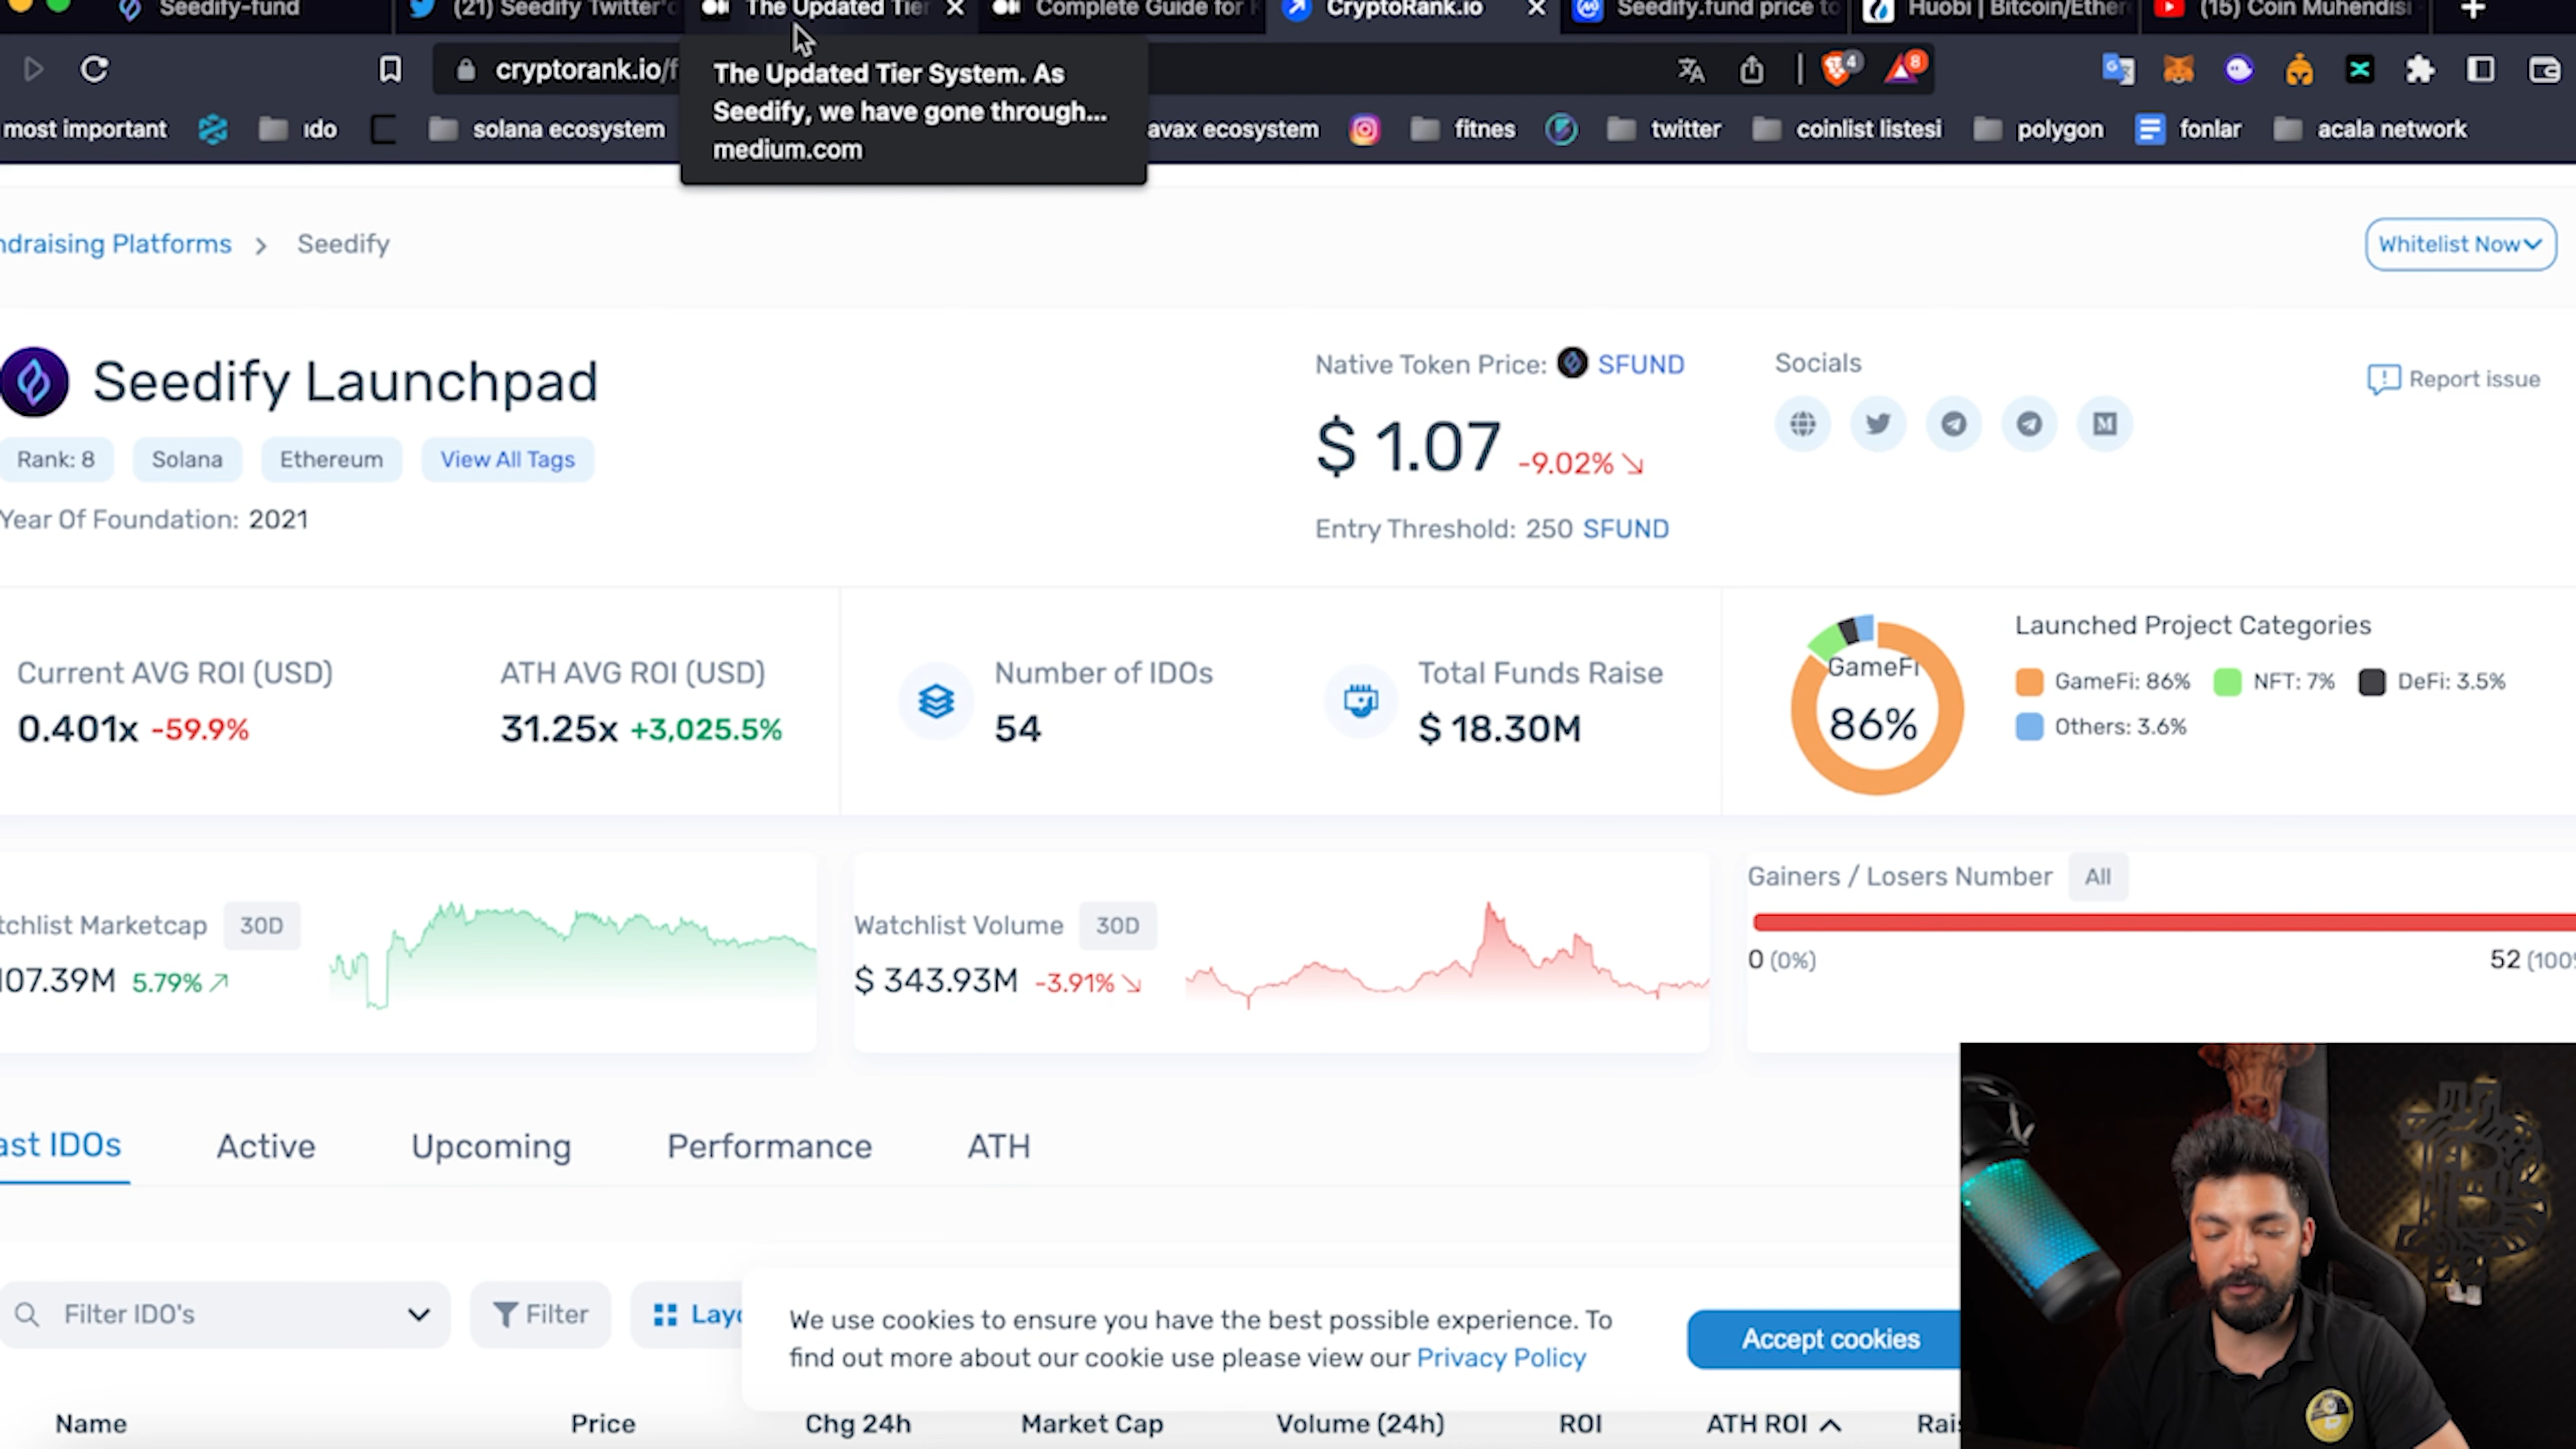 Seedify-fund
(21) Seedify Twitter'
The Updated Tier
Complete Guide for
CryptoRank.io
Seedify.fund price to
Huobi | Bitcoin/Ether
(15) Coin Muhendisi
cryptorank.io/f
4
8
The Updated Tier System. As
Seedify, we have gone through...
medium.com
most important
ıdo
solana ecosystem
avax ecosystem
fitnes
twitter
coinlist listesi
polygon
fonlar
acala network
ndraising Platforms > Seedify
Whitelist Now
Seedify Launchpad
Rank: 8
Solana
Ethereum
View All Tags
Year Of Foundation: 2021
Native Token Price: SFUND
$ 1.07 -9.02%
Entry Threshold: 250 SFUND
Socials
Report issue
Current AVG ROI (USD)
0.401x -59.9%
ATH AVG ROI (USD)
31.25x +3,025.5%
Number of IDOs
54
Total Funds Raise
$ 18.30M
GameFi
86%
Launched Project Categories
GameFi: 86% NFT: 7% DeFi: 3.5%
Others: 3.6%
tchlist Marketcap 30D
107.39M 5.79%
Watchlist Volume 30D
$ 343.93M -3.91%
Gainers / Losers Number All
0 (0%)
52 (100%
ast IDOs
Active
Upcoming
Performance
ATH
Filter IDO's
Filter
Layo
We use cookies to ensure you have the best possible experience. To
find out more about our cookie use please view our Privacy Policy
Accept cookies
Name
Price
Chg 24h
Market Cap
Volume (24h)
ROI
ATH ROI
Rais